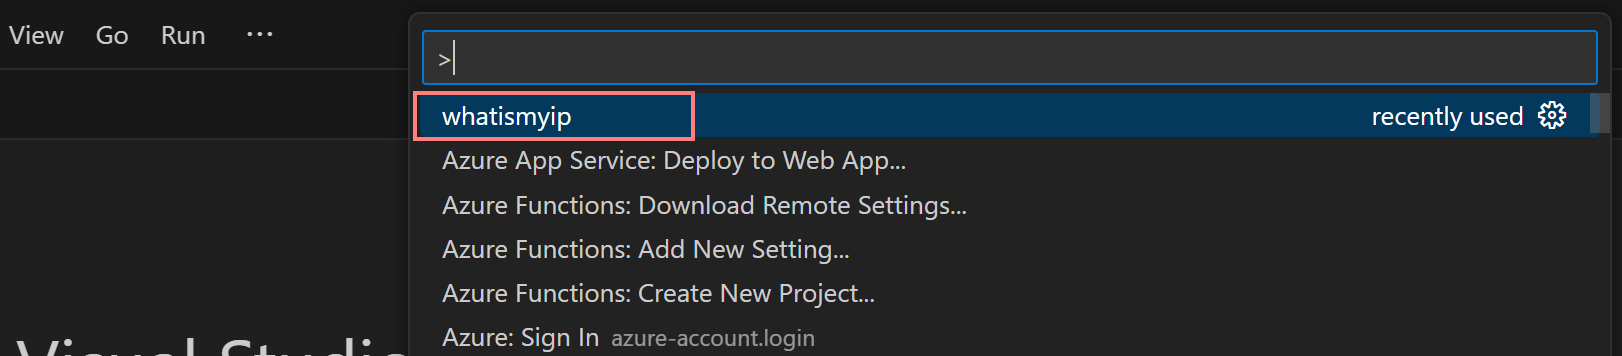 View Go Run ...
>
whatismyip recently used
Azure App Service: Deploy to Web App...
Azure Functions: Download Remote Settings...
Azure Functions: Add New Setting...
Azure Functions: Create New Project...
Azure: Sign In azure-account.login
Visual Studio